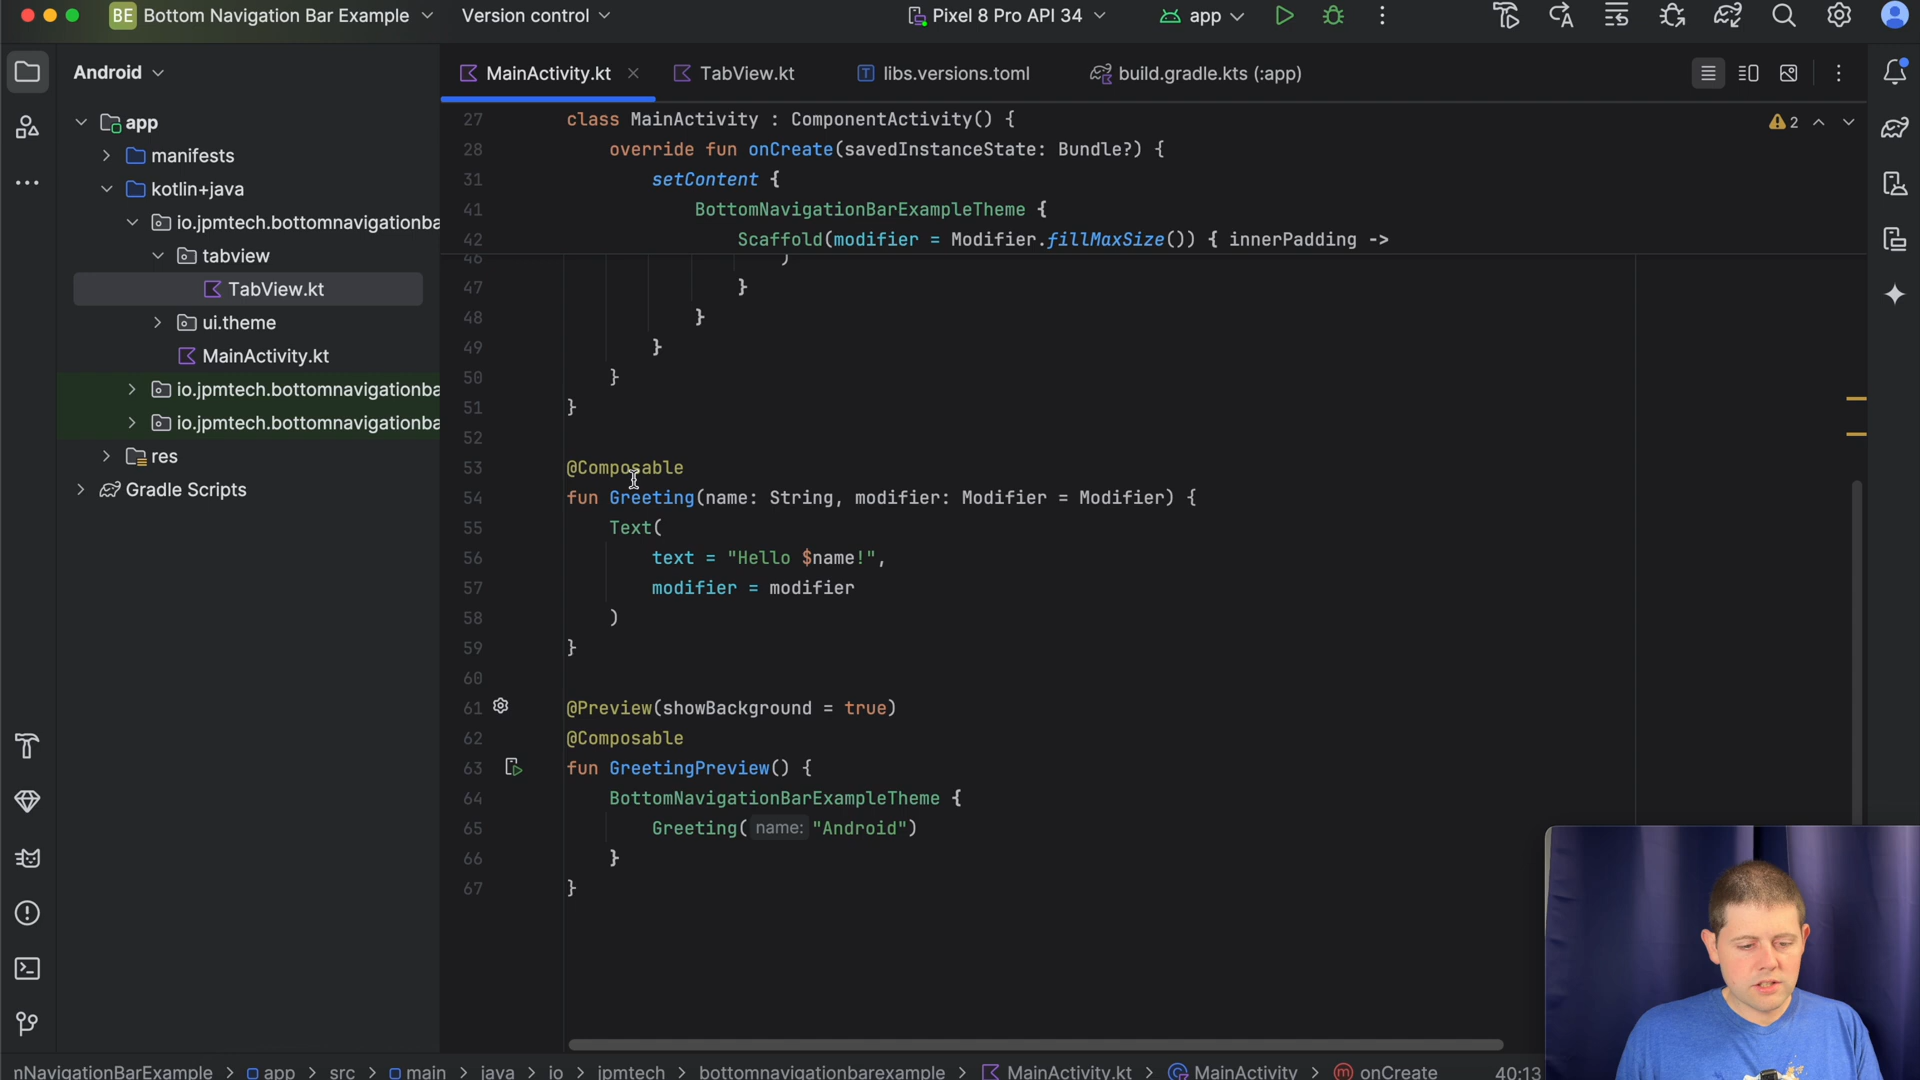 BE Bottom Navigation Bar Example Version control Pixel 8 Pro API 34 app
Android
MainActivity.kt TabView.kt libs.versions.toml build.gradle.kts (:app)
app
manifests
kotlin+java
io.jpmtech.bottomnavigationba
tabview
TabView.kt
ui.theme
MainActivity.kt
io.jpmtech.bottomnavigationba
io.jpmtech.bottomnavigationba
res
Gradle Scripts
2
27 class MainActivity : ComponentActivity() {
28 override fun onCreate(savedInstanceState: Bundle?) {
31 setContent {
41 BottomNavigationBarExampleTheme {
42 Scaffold(modifier = Modifier.fillMaxSize()) { innerPadding ->
46 )
47 }
48 }
49 }
50 }
51 }
52
53 @Composable
54 fun Greeting(name: String, modifier: Modifier = Modifier) {
55 Text(
56 text = "Hello $name!",
57 modifier = modifier
58 )
59 }
60
61 @Preview(showBackground = true)
62 @Composable
63 fun GreetingPreview() {
64 BottomNavigationBarExampleTheme {
65 Greeting( name: "Android")
66 }
67 }
nNavigationBarExample > app > src > main > java > io > jpmtech > bottomnavigationbarexample > MainActivity.kt > MainActivity > onCreate 40:13